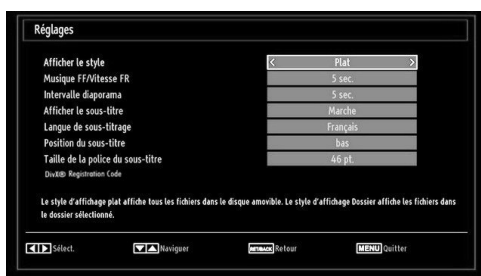 Réglages
Afficher le style < Plat >
Musique FF/Vitesse FR 5 sec.
Intervalle diaporama 5 sec.
Afficher le sous-titre Marche
Langue de sous-titrage Français
Position du sous-titre bas
Taille de la police du sous-titre 46 pt.
DivX® Registration Code
Le style d'affichage plat affiche tous les fichiers dans le disque amovible. Le style d'affichage Dossier affiche les fichiers dans
le dossier sélectionné.
Sélect. Naviguer RET/BACK Retour MENU Quitter